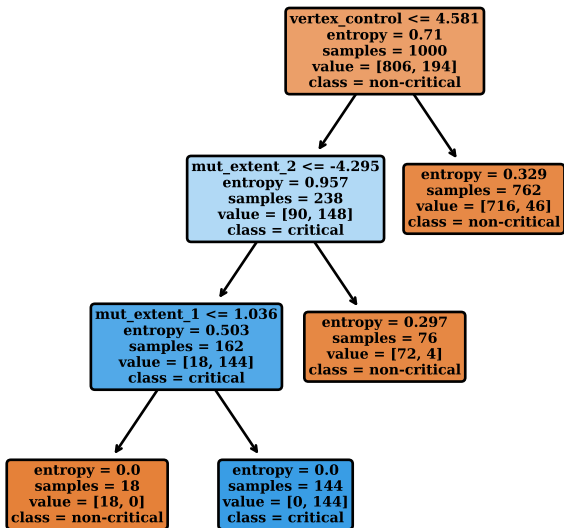 vertex_control <= 4.581
entropy = 0.71
samples = 1000
value = [806, 194]
class = non-critical
mut_extent_2 <= -4.295
entropy = 0.957
samples = 238
value = [90, 148]
class = critical
entropy = 0.329
samples = 762
value = [716, 46]
class = non-critical
mut_extent_1 <= 1.036
entropy = 0.503
samples = 162
value = [18, 144]
class = critical
entropy = 0.297
samples = 76
value = [72, 4]
class = non-critical
entropy = 0.0
samples = 18
value = [18, 0]
class = non-critical
entropy = 0.0
samples = 144
value = [0, 144]
class = critical